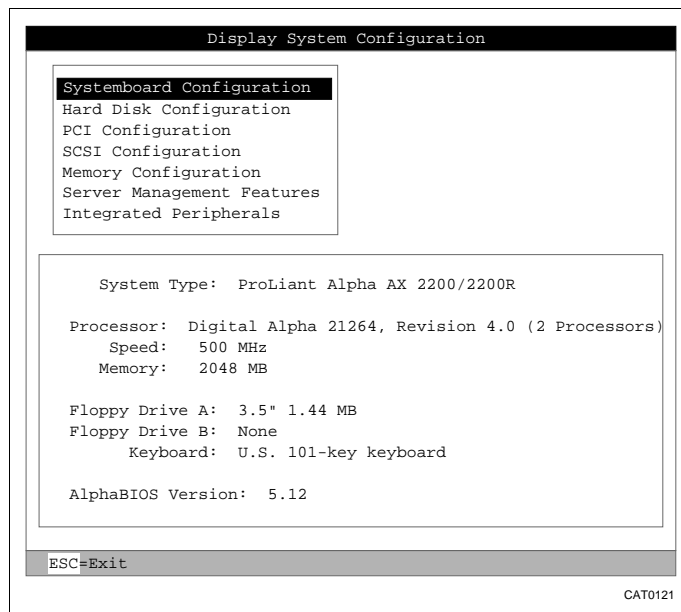 Display System Configuration
Systemboard Configuration
Hard Disk Configuration
PCI Configuration
SCSI Configuration
Memory Configuration
Server Management Features
Integrated Peripherals
System Type: ProLiant Alpha AX 2200/2200R
Processor: Digital Alpha 21264, Revision 4.0 (2 Processors)
Speed: 500 MHz
Memory: 2048 MB
Floppy Drive A: 3.5" 1.44 MB
Floppy Drive B: None
Keyboard: U.S. 101-key keyboard
AlphaBIOS Version: 5.12
ESC=Exit
CAT0121